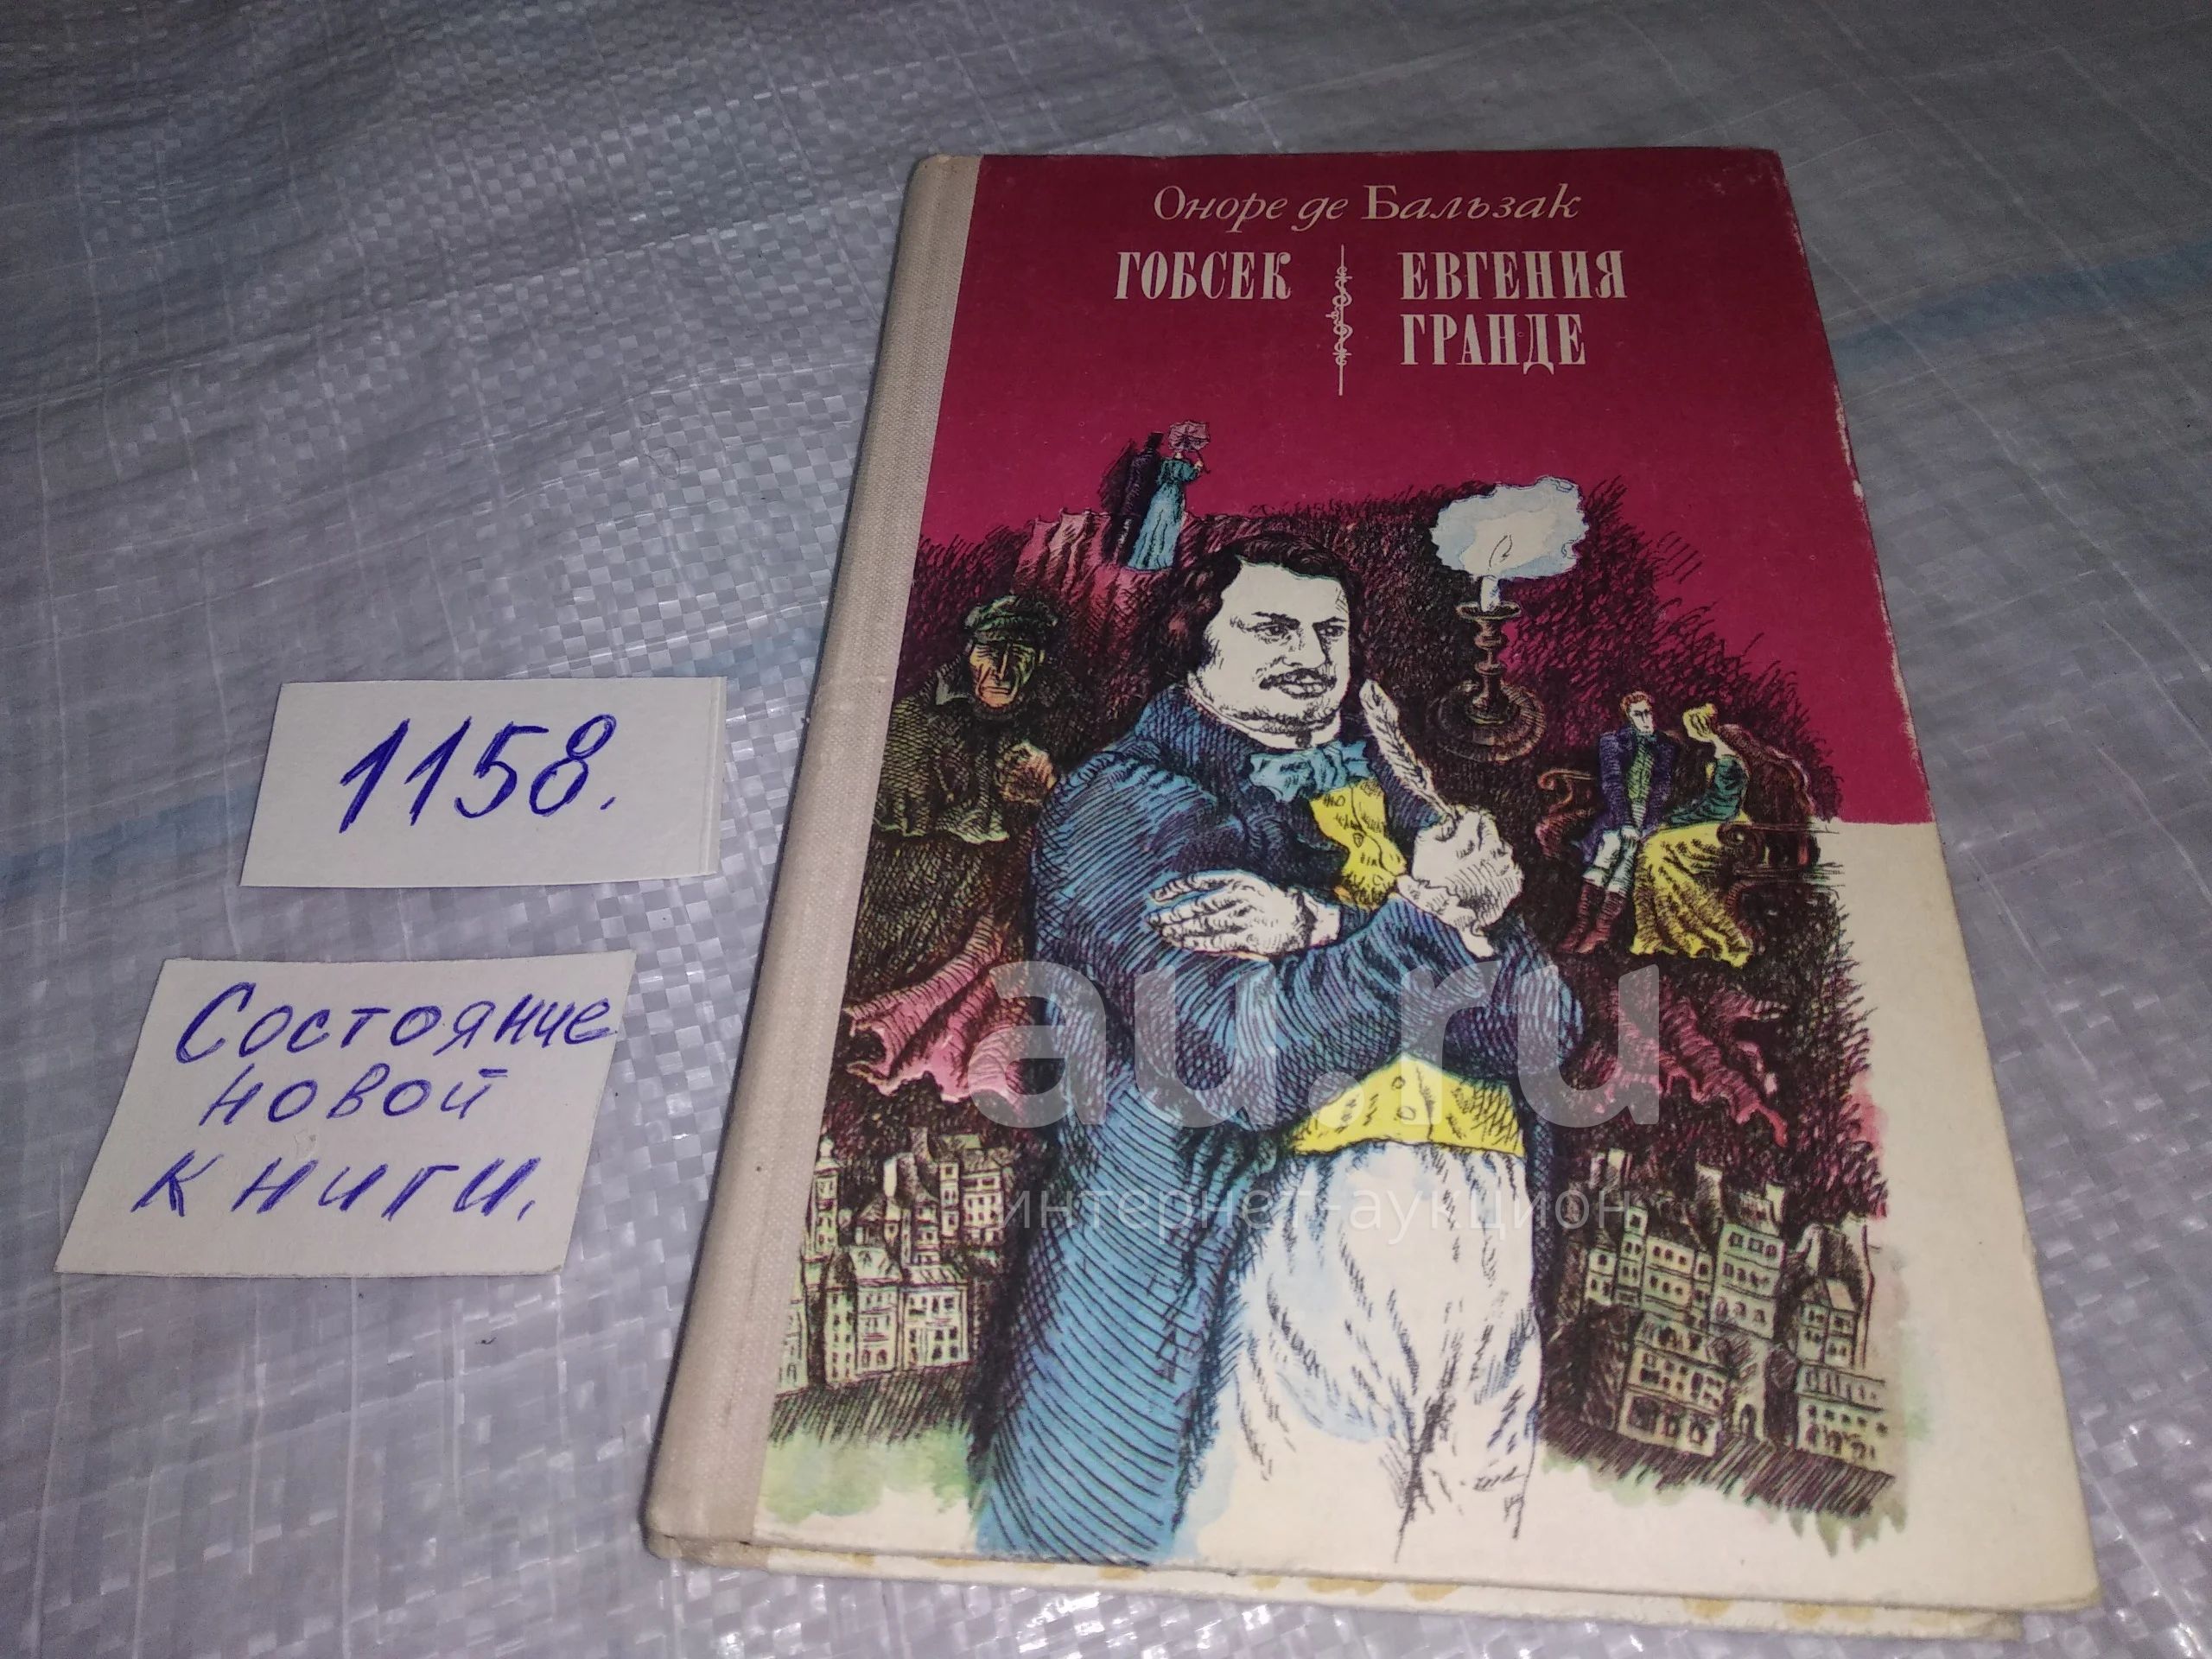 Оноре де Бальзак
ГОБСЕК
ЕВГЕНИЯ
ГРАНДЕ
1158.
Состояние
новой
книги.
au.ru
интернет-аукцион